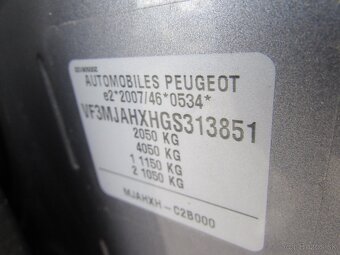 AUTOMOBILES PEUGEOT
e2*2007/46*0534*
VF3MJAHXHGS313851
2050 KG
4050 KG
1 1150 KG
2 1050 KG
MJAHXH-C2B000